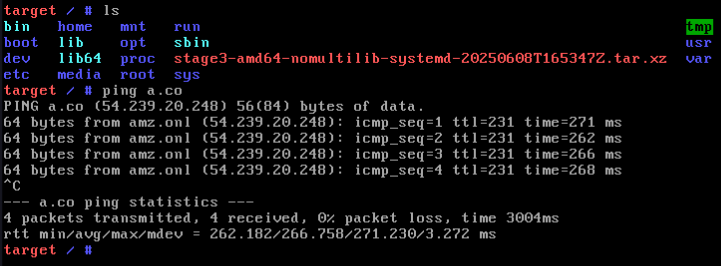 target / # ls
bin home mnt run tmp
boot lib opt sbin usr
dev lib64 proc stage3-amd64-nomultilib-systemd-20250608T165347Z.tar.xz var
etc media root sys
target / # ping a.co
PING a.co (54.239.20.248) 56(84) bytes of data.
64 bytes from amz.onl (54.239.20.248): icmp_seq=1 ttl=231 time=271 ms
64 bytes from amz.onl (54.239.20.248): icmp_seq=2 ttl=231 time=262 ms
64 bytes from amz.onl (54.239.20.248): icmp_seq=3 ttl=231 time=266 ms
64 bytes from amz.onl (54.239.20.248): icmp_seq=4 ttl=231 time=268 ms
^C
--- a.co ping statistics ---
4 packets transmitted, 4 received, 0% packet loss, time 3004ms
rtt min/avg/max/mdev = 262.182/266.758/271.230/3.272 ms
target / #